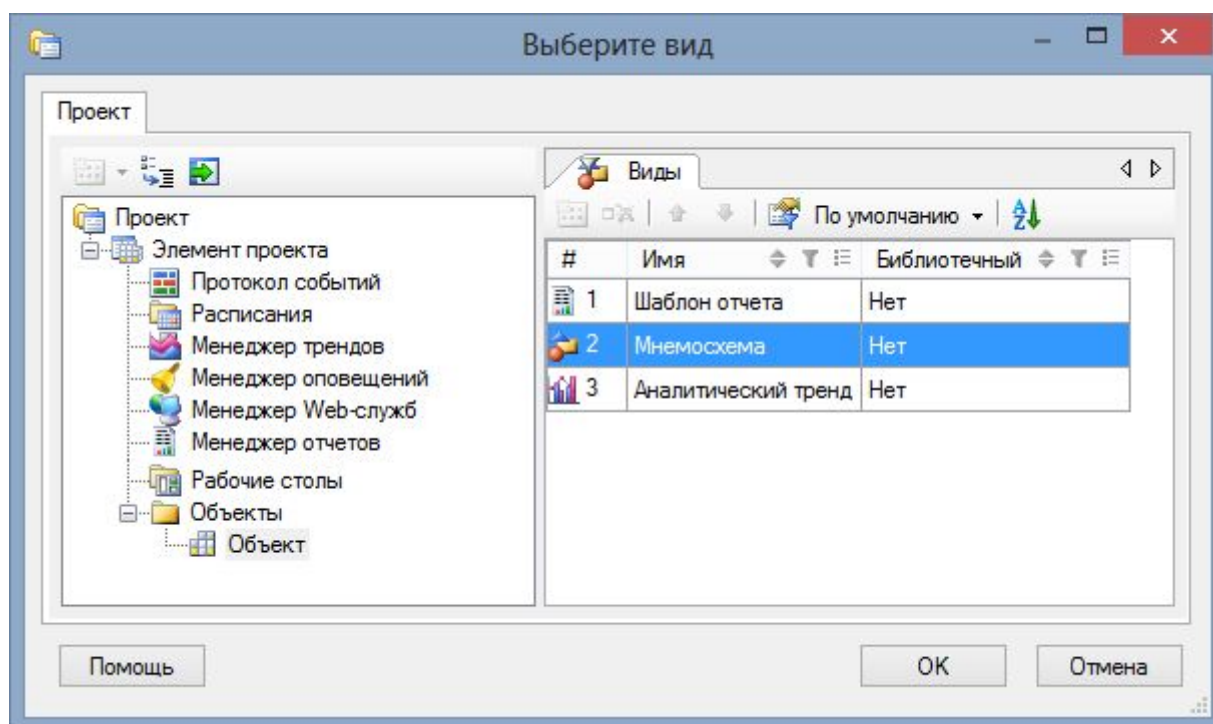 Выберите вид
Проект
Проект
Элемент проекта
Протокол событий
Расписания
Менеджер трендов
Менеджер оповещений
Менеджер Web-служб
Менеджер отчетов
Рабочие столы
Объекты
Объект
Виды
По умолчанию
# Имя Библиотечный
1 Шаблон отчета Нет
2 Мнемосхема Нет
3 Аналитический тренд Нет
Помощь OK Отмена